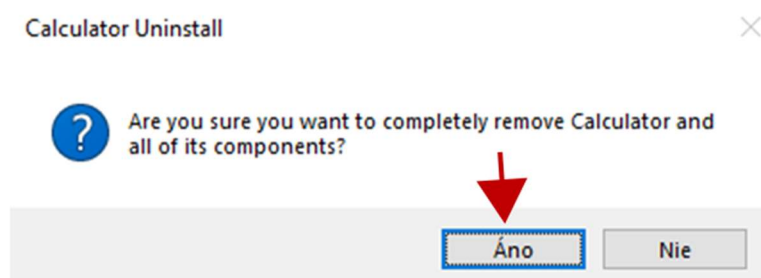 Calculator Uninstall
?
Are you sure you want to completely remove Calculator and
all of its components?
Áno
Nie